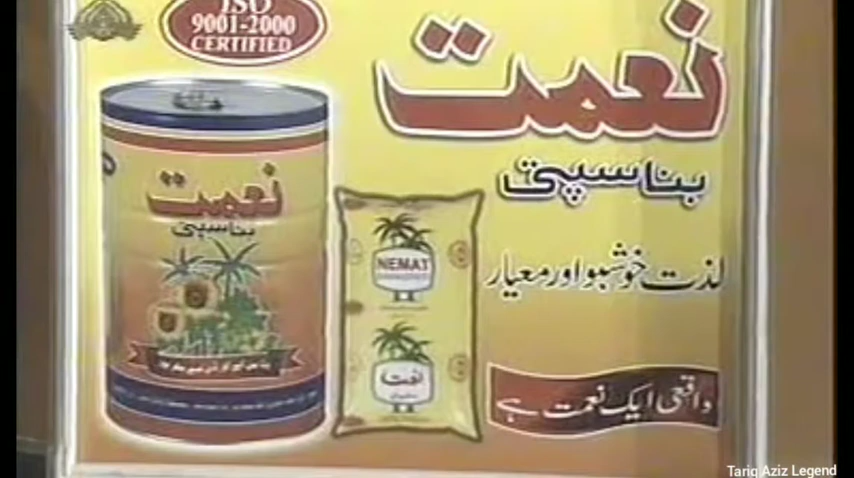 ISO
9001-2000
CERTIFIED
نعمت
بناسپتی
لذت خوشبو اور معیار
واقعی ایک نعمت ہے
نعمت
بناسپتی
NEMAT
نعمت
Tariq Aziz Legend